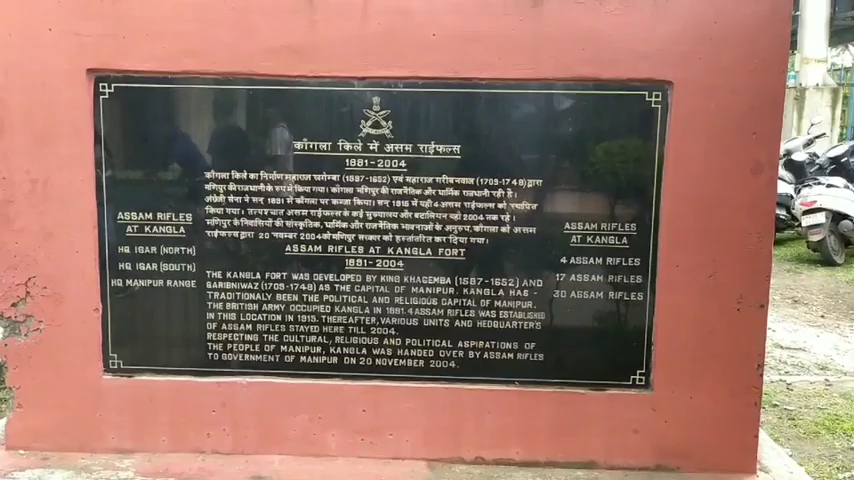 काँगला किले में असम राईफल्स
1891-2004
काँगला किले का निर्माण महाराज खगेम्बा (1597-1652) एवं महाराज गरीबनवाज (1709-1748) द्वारा
मणिपुर की राजधानी के रूप में किया गया। काँगला मणिपुर की राजनैतिक और धार्मिक राजधानी रही है।
अंग्रेजी सेना ने सन् 1891 में काँगला पर कब्जा किया। सन् 1915 में यहाँ 4 असम राईफल्स को स्थापित
किया गया। तत्पश्चात असम राईफल्स के कई मुख्यालय और बटालियन यहाँ 2004 तक रहे।
मणिपुर के निवासियों की सांस्कृतिक, धार्मिक और राजनैतिक भावनाओं के अनुरूप, काँगला को असम
राईफल्स द्वारा 20 नवम्बर 2004 को मणिपुर सरकार को हस्तांतरित कर दिया गया।
ASSAM RIFLES AT KANGLA FORT
1891-2004
THE KANGLA FORT WAS DEVELOPED BY KING KHAGEMBA (1597-1652) AND
GARIBNIWAZ (1709-1748) AS THE CAPITAL OF MANIPUR. KANGLA HAS
TRADIONALY BEEN THE POLITICAL AND RELIGIOUS CAPITAL OF MANIPUR.
THE BRITISH ARMY OCCUPIED KANGLA IN 1891. 4 ASSAM RIFLES WAS ESTABLISHED
IN THIS LOCATION IN 1915. THEREAFTER, VARIOUS UNITS AND HEDQUARTER'S
OF ASSAM RIFLES STAYED HERE TILL 2004.
RESPECTING THE CULTURAL, RELIGIOUS AND POLITICAL ASPIRATIONS OF
THE PEOPLE OF MANIPUR, KANGLA WAS HANDED OVER BY ASSAM RIFLES
TO GOVERNMENT OF MANIPUR ON 20 NOVEMBER 2004.
ASSAM RIFLES
AT KANGLA
HQ IGAR (NORTH)
HQ IGAR (SOUTH)
HQ MANIPUR RANGE
ASSAM RIFLES
AT KANGLA
4 ASSAM RIFLES
17 ASSAM RIFLES
30 ASSAM RIFLES